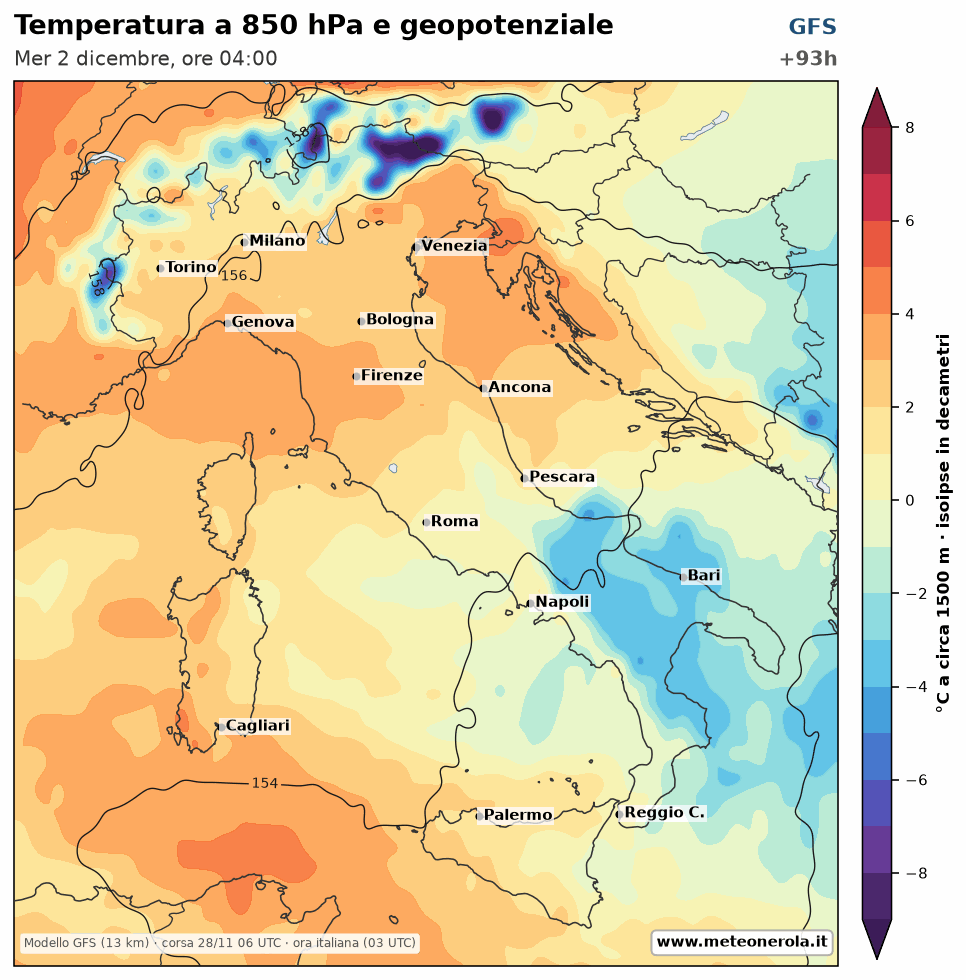 Temperatura a 850 hPa e geopotenziale
GFS
Mer 2 dicembre, ore 04:00
+93h
158
158
Milano
Venezia
Torino
156
Genova
Bologna
Firenze
Ancona
Pescara
Roma
Bari
Napoli
Cagliari
154
Palermo
Reggio C.
8
6
4
2
0
−2
−4
−6
−8
°C a circa 1500 m · isoipse in decametri
Modello GFS (13 km) · corsa 28/11 06 UTC · ora italiana (03 UTC)
www.meteonerola.it